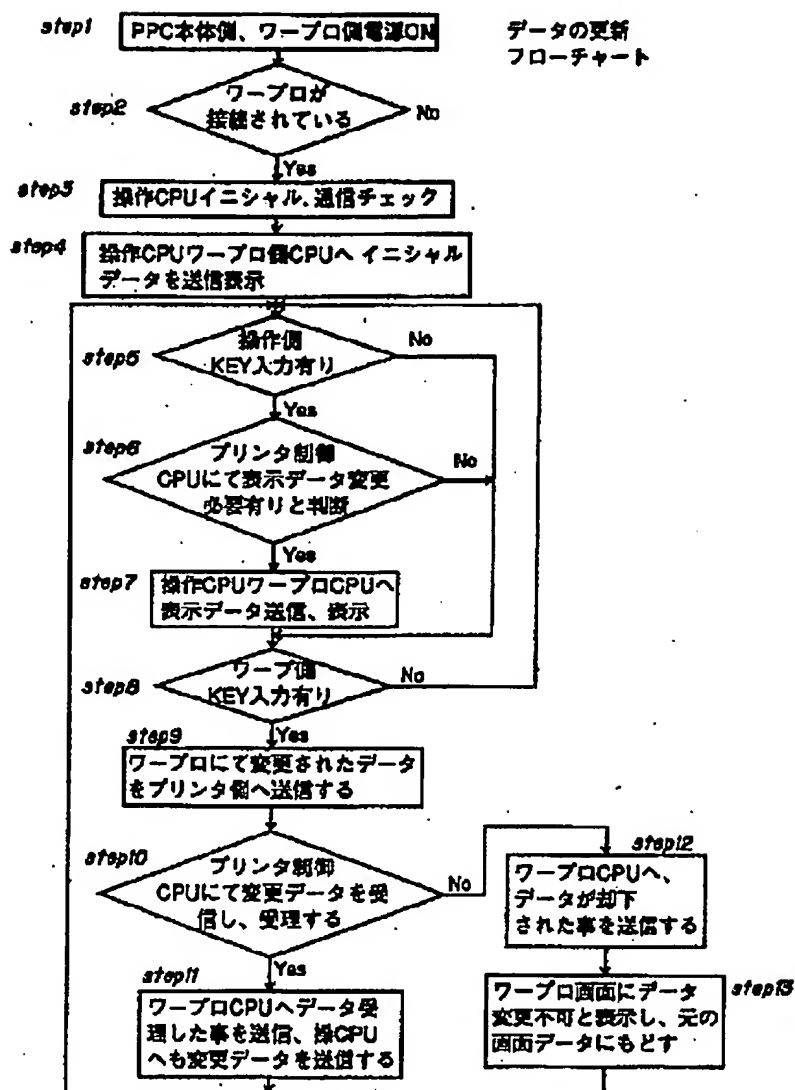 step1
PPC本体側、ワープロ側電源ON
データの更新
フローチャート
step2
ワープロが
接続されている
No
Yes
step3
操作CPUイニシャル、通信チェック
step4
操作CPUワープロ側CPUへ イニシャル
データを送信表示
step5
操作側
KEY入力有り
No
Yes
step6
プリンタ制御
CPUにて表示データ変更
必要有りと判断
No
Yes
step7
操作CPUワープロCPUへ
表示データ送信、表示
step8
ワープ側
KEY入力有り
No
Yes
step9
ワープロにて変更されたデータ
をプリンタ側へ送信する
step10
プリンタ制御
CPUにて変更データを受
信し、受理する
No
Yes
step11
ワープロCPUへデータ受
理した事を送信、操CPU
へも変更データを送信する
step12
ワープロCPUへ、
データが却下
された事を送信する
step13
ワープロ画面にデータ
変更不可と表示し、元の
画面データにもどす